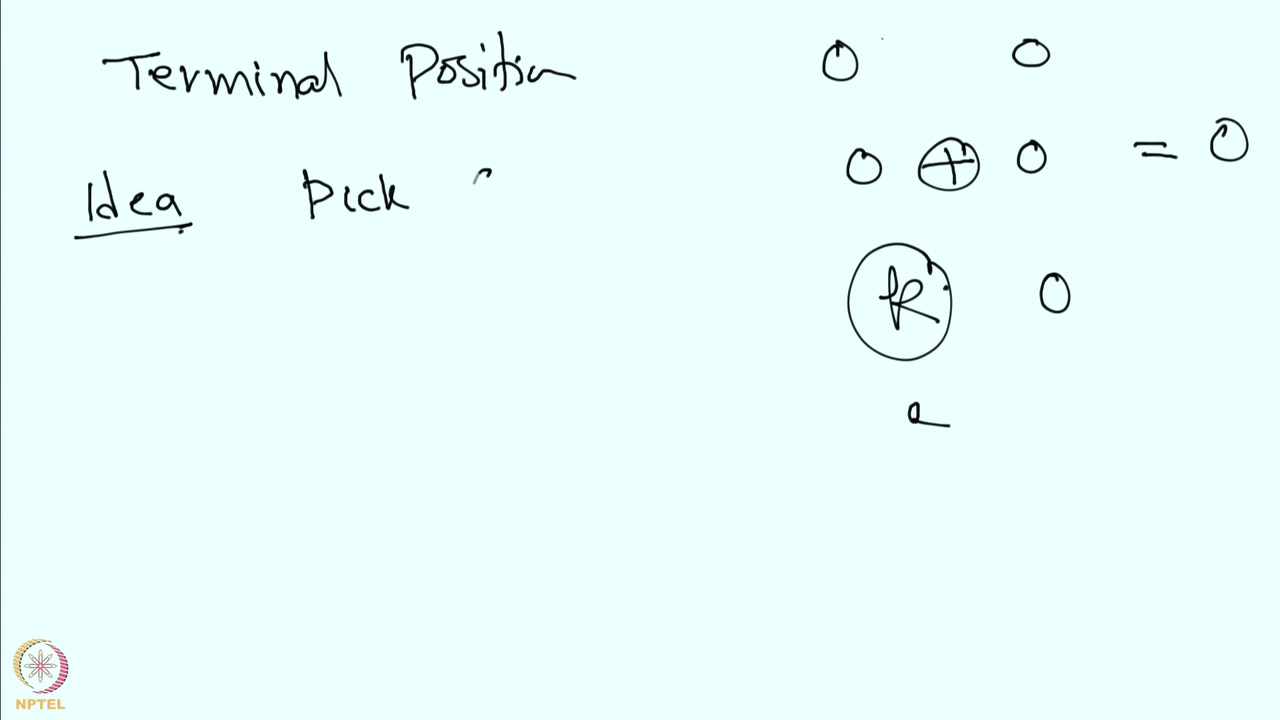 Terminal Position
0 0
0 ⊕ 0 = 0
Idea Pick
k 0
NPTEL